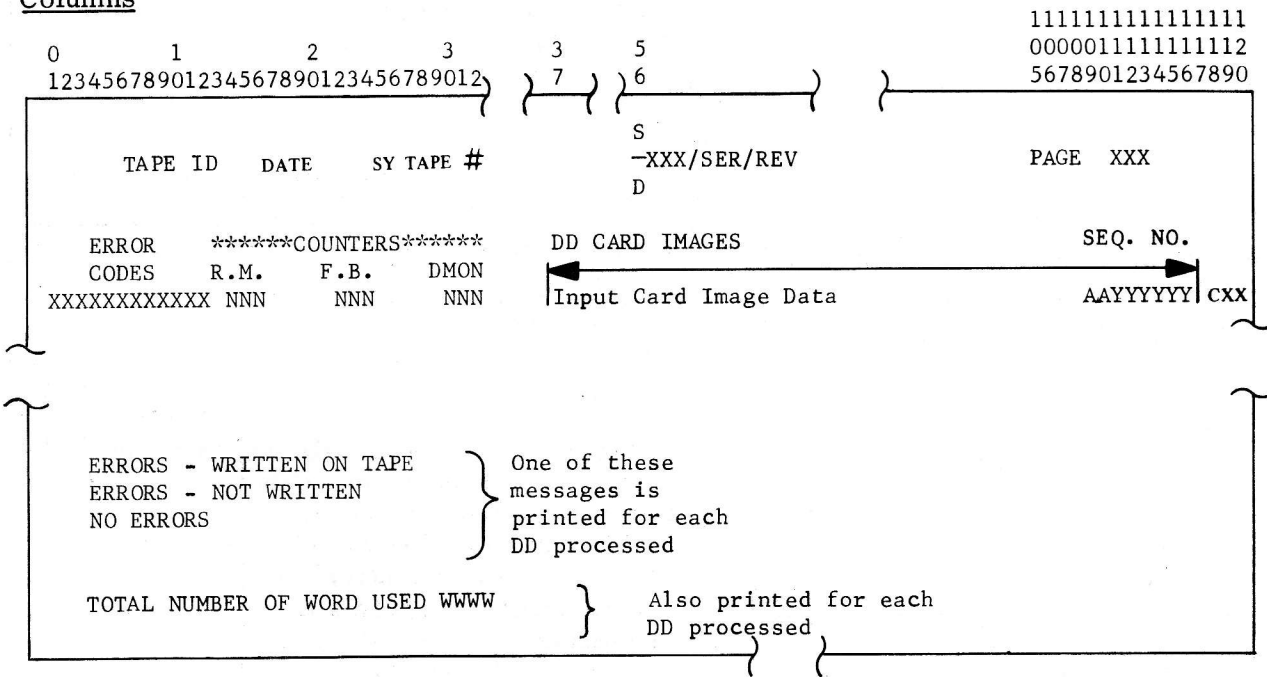 Columns
1111111111111111
0 1 2 3 3 5 0000011111111112
12345678901234567890123456789012 7 6 5678901234567890
S
TAPE ID DATE SY TAPE # —XXX/SER/REV PAGE XXX
D
ERROR ******COUNTERS****** DD CARD IMAGES SEQ. NO.
CODES R.M. F.B. DMON
XXXXXXXXXXXX NNN NNN NNN Input Card Image Data AAYYYYYY CXX
ERRORS - WRITTEN ON TAPE One of these
ERRORS - NOT WRITTEN messages is
NO ERRORS printed for each
DD processed
TOTAL NUMBER OF WORD USED WWWW Also printed for each
DD processed